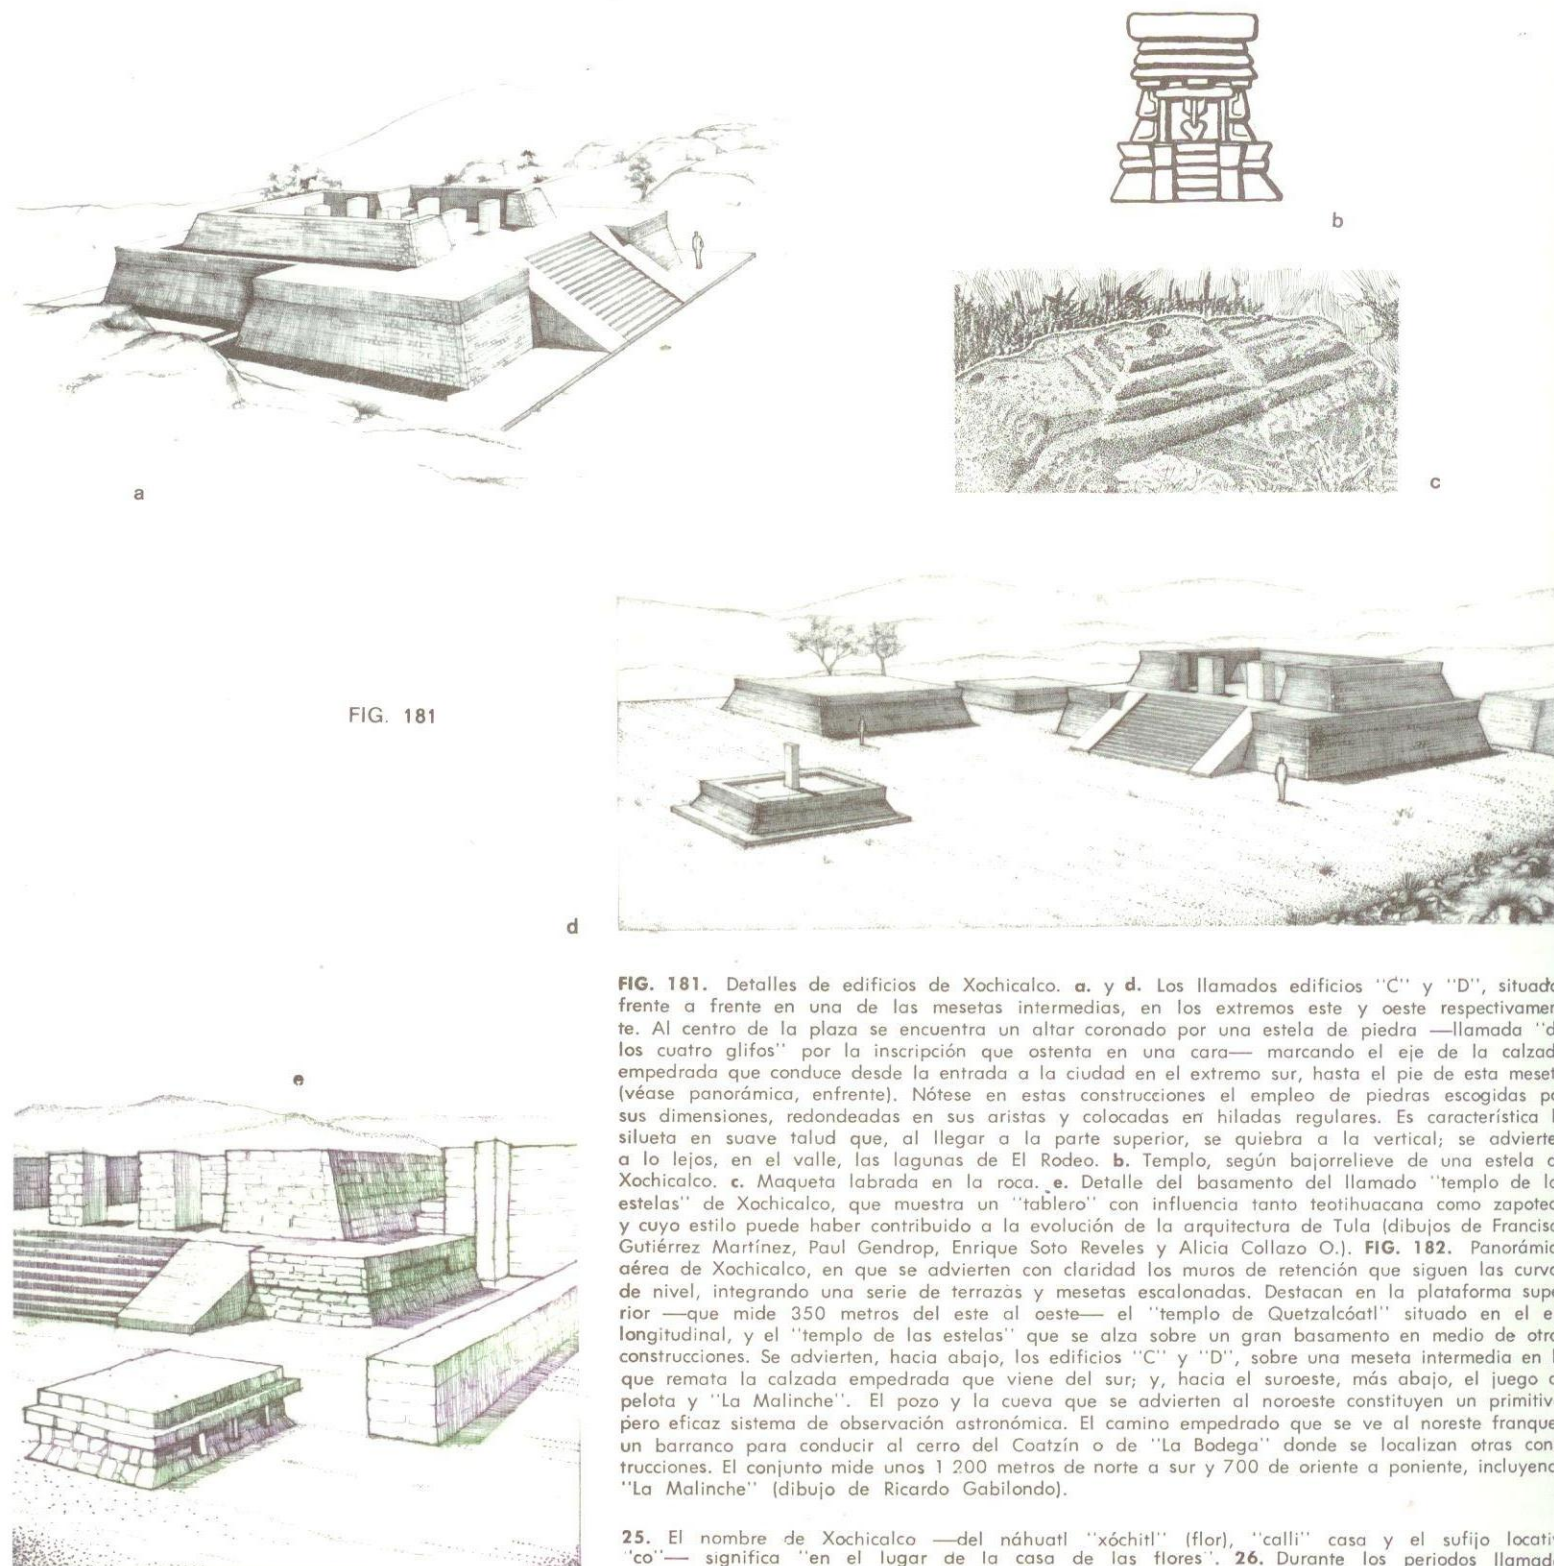 b
a
c
FIG. 181
d
e
FIG. 181. Detalles de edificios de Xochicalco. a. y d. Los llamados edificios "C" y "D", situado
frente a frente en una de las mesetas intermedias, en los extremos este y oeste respectivamen
te. Al centro de la plaza se encuentra un altar coronado por una estela de piedra —llamada "d
los cuatro glifos" por la inscripción que ostenta en una cara— marcando el eje de la calzad
empedrada que conduce desde la entrada a la ciudad en el extremo sur, hasta el pie de esta meset
(véase panorámica, enfrente). Nótese en estas construcciones el empleo de piedras escogidas po
sus dimensiones, redondeadas en sus aristas y colocadas en hiladas regulares. Es característica l
silueta en suave talud que, al llegar a la parte superior, se quiebra a la vertical; se advierte
a lo lejos, en el valle, las lagunas de El Rodeo. b. Templo, según bajorrelieve de una estela d
Xochicalco. c. Maqueta labrada en la roca. e. Detalle del basamento del llamado "templo de la
estelas" de Xochicalco, que muestra un "tablero" con influencia tanto teotihuacana como zapotec
y cuyo estilo puede haber contribuido a la evolución de la arquitectura de Tula (dibujos de Francisc
Gutiérrez Martínez, Paul Gendrop, Enrique Soto Reveles y Alicia Collazo O.). FIG. 182. Panorámic
aérea de Xochicalco, en que se advierten con claridad los muros de retención que siguen las curva
de nivel, integrando una serie de terrazas y mesetas escalonadas. Destacan en la plataforma supe
rior —que mide 350 metros del este al oeste— el "templo de Quetzalcóatl" situado en el e
longitudinal, y el "templo de las estelas" que se alza sobre un gran basamento en medio de otra
construcciones. Se advierten, hacia abajo, los edificios "C" y "D", sobre una meseta intermedia en l
que remata la calzada empedrada que viene del sur; y, hacia el suroeste, más abajo, el juego d
pelota y "La Malinche". El pozo y la cueva que se advierten al noroeste constituyen un primitiv
pero eficaz sistema de observación astronómica. El camino empedrado que se ve al noreste franque
un barranco para conducir al cerro del Coatzín o de "La Bodega" donde se localizan otras con
trucciones. El conjunto mide unos 1 200 metros de norte a sur y 700 de oriente a poniente, incluyend
"La Malinche" (dibujo de Ricardo Gabilondo).
25. El nombre de Xochicalco —del náhuatl "xóchitl" (flor), "calli" casa y el sufijo locativ
"co"— significa "en el lugar de la casa de las flores". 26. Durante los periodos llamad